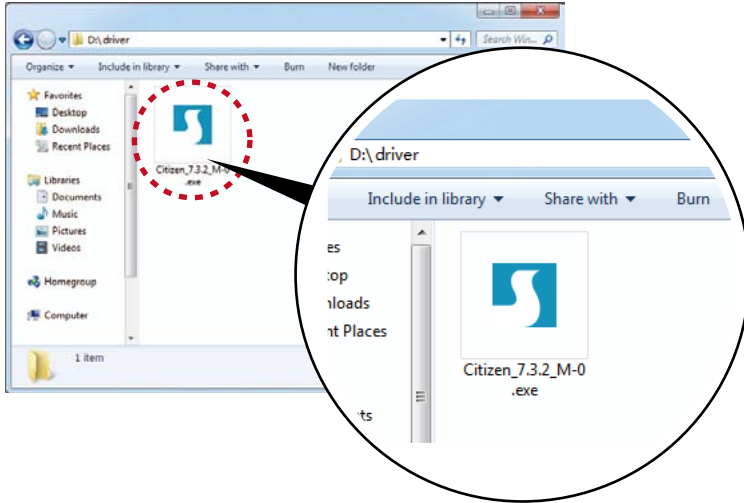 D:\ driver
Search Win...
Organize Include in library Share with Burn New folder
Favorites
Desktop
Downloads
Recent Places
Libraries
Documents
Music
Pictures
Videos
Homegroup
Computer
Citizen_7.3.2_M-0
.exe
1 item
D:\ driver
Include in library Share with Burn
es
top
nloads
nt Places
ts
Citizen_7.3.2_M-0
.exe